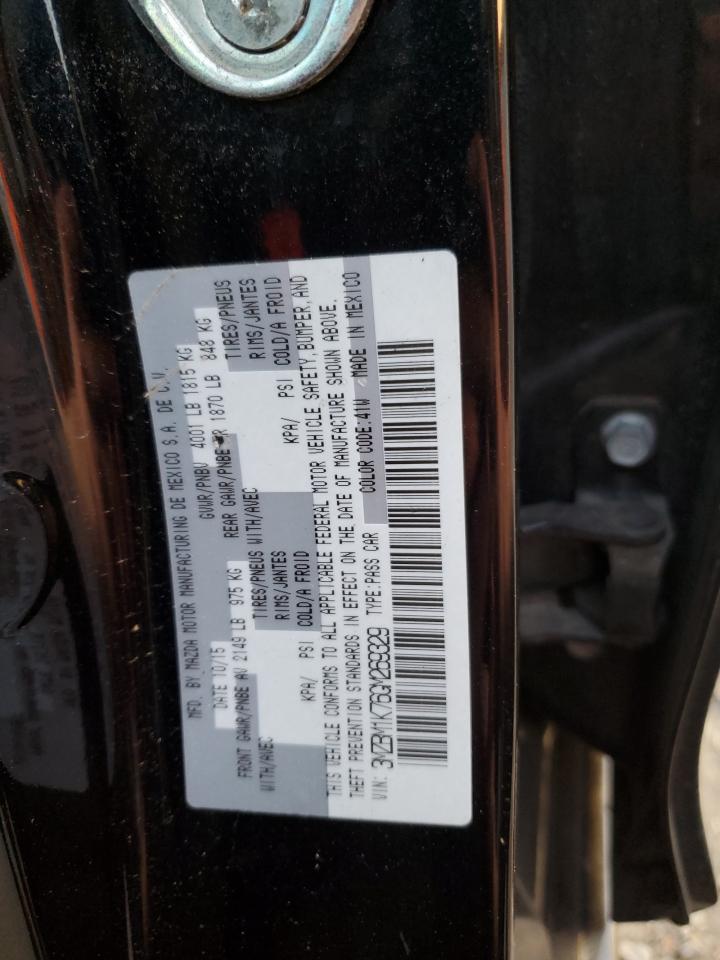 MFD. BY MAZDA MOTOR MANUFACTURING DE MEXICO S.A. DE C.V.
DATE 10/15 GVWR/PNBV 4001 LB 1815 KG
FRONT GAWR/PNBE AV 2149 LB 975 KG REAR GAWR/PNBE AR 1870 LB 848 KG
WITH/AVEC TIRES/PNEUS WITH/AVEC TIRES/PNEUS
RIMS/JANTES RIMS/JANTES
KPA/ PSI COLD/A FROID KPA/ PSI COLD/A FROID
THIS VEHICLE CONFORMS TO ALL APPLICABLE FEDERAL MOTOR VEHICLE SAFETY, BUMPER, AND
THEFT PREVENTION STANDARDS IN EFFECT ON THE DATE OF MANUFACTURE SHOWN ABOVE.
VIN: 3MZBM1K76GM269329 TYPE:PASS CAR COLOR CODE:41W MADE IN MEXICO